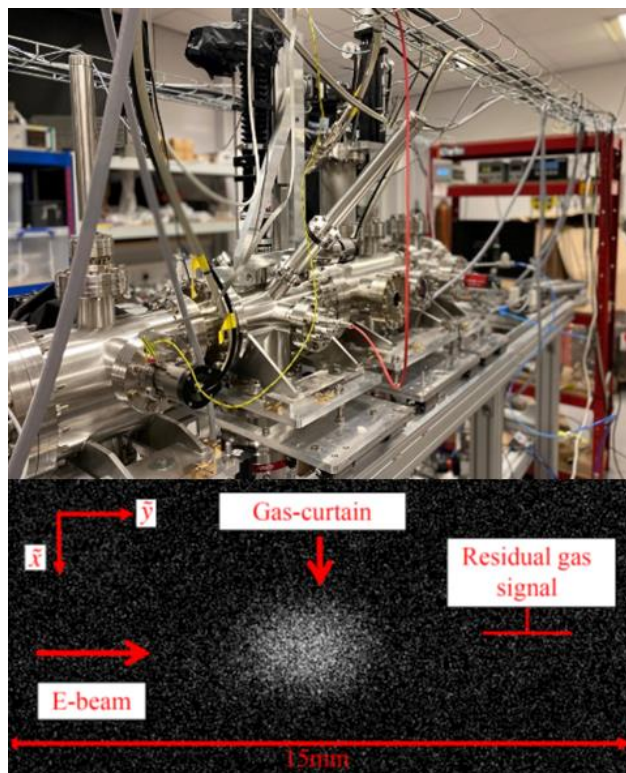 Gas-curtain
ỹ
x̃
Residual gas
signal
E-beam
15mm